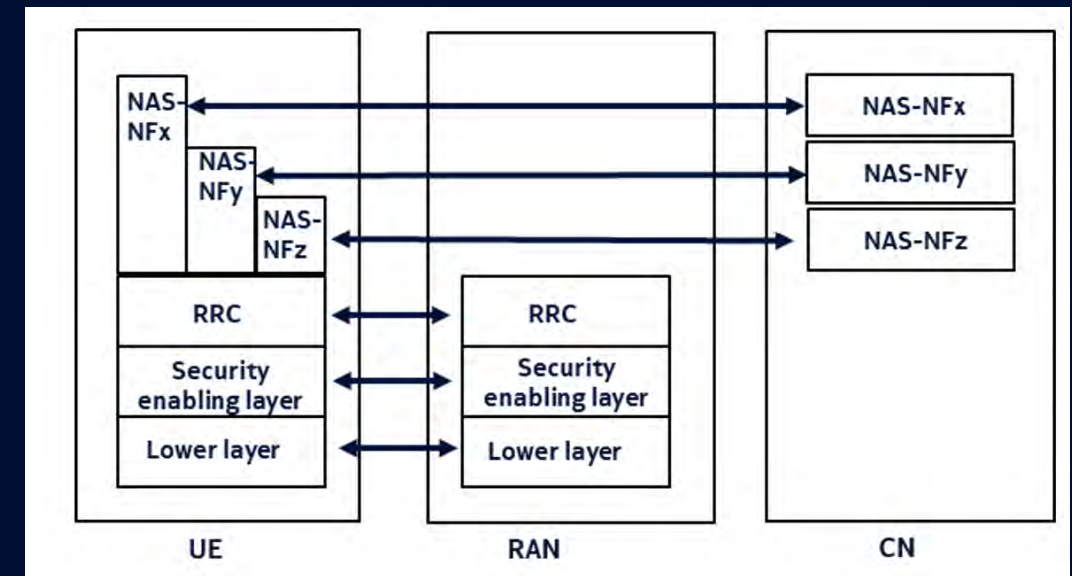 NAS-
NFx
NAS-
NFy
NAS-
NFz
RRC
Security
enabling layer
Lower layer
UE
RRC
Security
enabling layer
Lower layer
RAN
NAS-NFx
NAS-NFy
NAS-NFz
CN